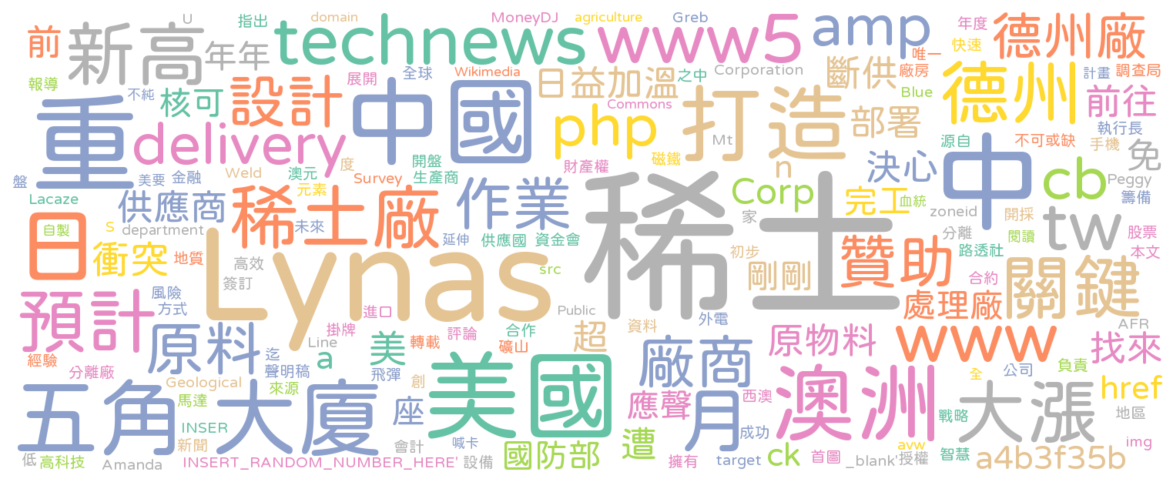 前
新高
年年
指出
U
domain
technews
MoneyDJ
agriculture
Greb
www5
amp
年度
唯一
快速
德州廠
報導
不純
核可
設計
展開
全球
Wikimedia
中國
日益加溫
之中
Corporation
Commons
斷供
廠房
Blue
德州
計畫
調查局
前往
執行長
重
delivery
php
打造
部署
源自
不可或缺
手機
Mt
磁鐵
決心
中
免
盤
美要
金融
Weld
度
澳元
元素
Survey
開盤
生產商
財產權
n
Corp
完工
血統
cb
Peggy
籌備
Lacaze
自製
S
供應商
department
稀土廠
未來
作業
延伸
供應國
資金會
稀土
家
zoneid
分離
開採
閱讀
tw
股票
本文
日
衝突
地質
高效
簽訂
Lynas
src
初步
剛剛
贊助
路透社
合約
關鍵
預計
風險
方式
進口
Public
處理廠
原料
掛牌
Line
a
美
轉載
評論
合作
礦山
超
資料
外電
原物料
www
AFR
找來
經驗
分離廠
迄
聲明稿
來源
飛彈
創
廠商
全
公司
負責
Geological
馬達
美國
應聲
西澳
澳洲
大漲
戰略
href
地區
五角大廈
INSER
新聞
座
會計
喊卡
國防部
遭
月
成功
avw
智慧
img
低
高科技
Amanda
INSERT_RANDOM_NUMBER_HERE'
設備
擁有
target
ck
首圖
_blank'
授權
a4b3f35b